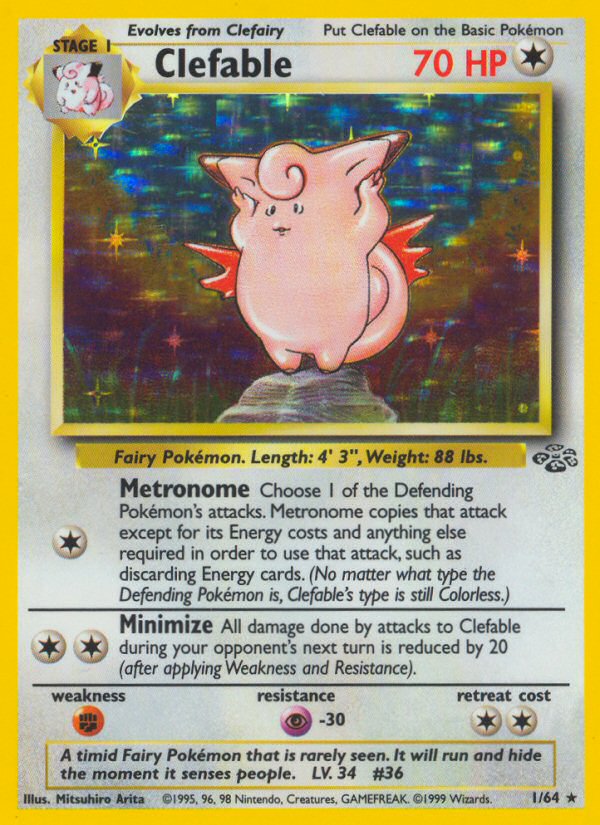 Evolves from Clefairy Put Clefable on the Basic Pokémon
STAGE 1
Clefable 70 HP
Fairy Pokémon. Length: 4' 3", Weight: 88 lbs.
Metronome Choose 1 of the Defending
Pokémon's attacks. Metronome copies that attack
except for its Energy costs and anything else
required in order to use that attack, such as
discarding Energy cards. (No matter what type the
Defending Pokémon is, Clefable's type is still Colorless.)
Minimize All damage done by attacks to Clefable
during your opponent's next turn is reduced by 20
(after applying Weakness and Resistance).
weakness resistance retreat cost
-30
A timid Fairy Pokémon that is rarely seen. It will run and hide
the moment it senses people. LV. 34 #36
Illus. Mitsuhiro Arita ©1995, 96, 98 Nintendo, Creatures, GAMEFREAK. ©1999 Wizards. 1/64 ★